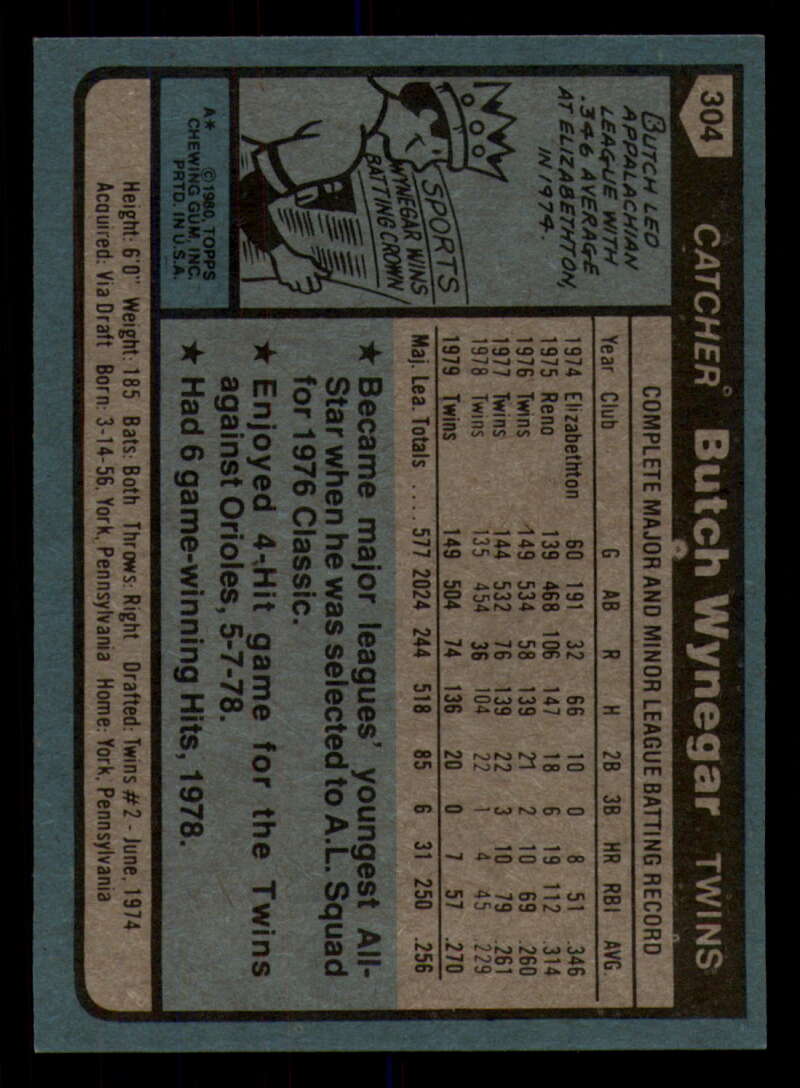 304
CATCHER Butch Wynegar TWINS
BUTCH LED
APPALACHIAN
LEAGUE WITH
.346 AVERAGE
AT ELIZABETHTON,
IN 1974.
SPORTS
WYNEGAR WINS
BATTING CROWN
A* ©1980, TOPPS
CHEWING GUM, INC.
PRTD. IN U.S.A.
COMPLETE MAJOR AND MINOR LEAGUE BATTING RECORD
Year Club G AB R H 2B 3B HR RBI AVG.
1974 Elizabethton 60 191 32 66 10 0 8 51 .346
1975 Reno 139 468 106 147 18 6 19 112 .314
1976 Twins 149 534 58 139 21 2 10 69 .260
1977 Twins 144 532 76 139 22 3 10 79 .261
1978 Twins 135 454 36 104 22 1 4 45 .229
1979 Twins 149 504 74 136 20 0 7 57 .270
Maj. Lea. Totals ..... 577 2024 244 518 85 6 31 250 .256
★ Became major leagues' youngest All-
Star when he was selected to A.L. Squad
for 1976 Classic.
★ Enjoyed 4-Hit game for the Twins
against Orioles, 5-7-78.
★ Had 6 game-winning Hits, 1978.
Height: 6'0" Weight: 185 Bats: Both Throws: Right Drafted: Twins #2 - June, 1974
Acquired: Via Draft Born: 3-14-56, York, Pennsylvania Home: York, Pennsylvania